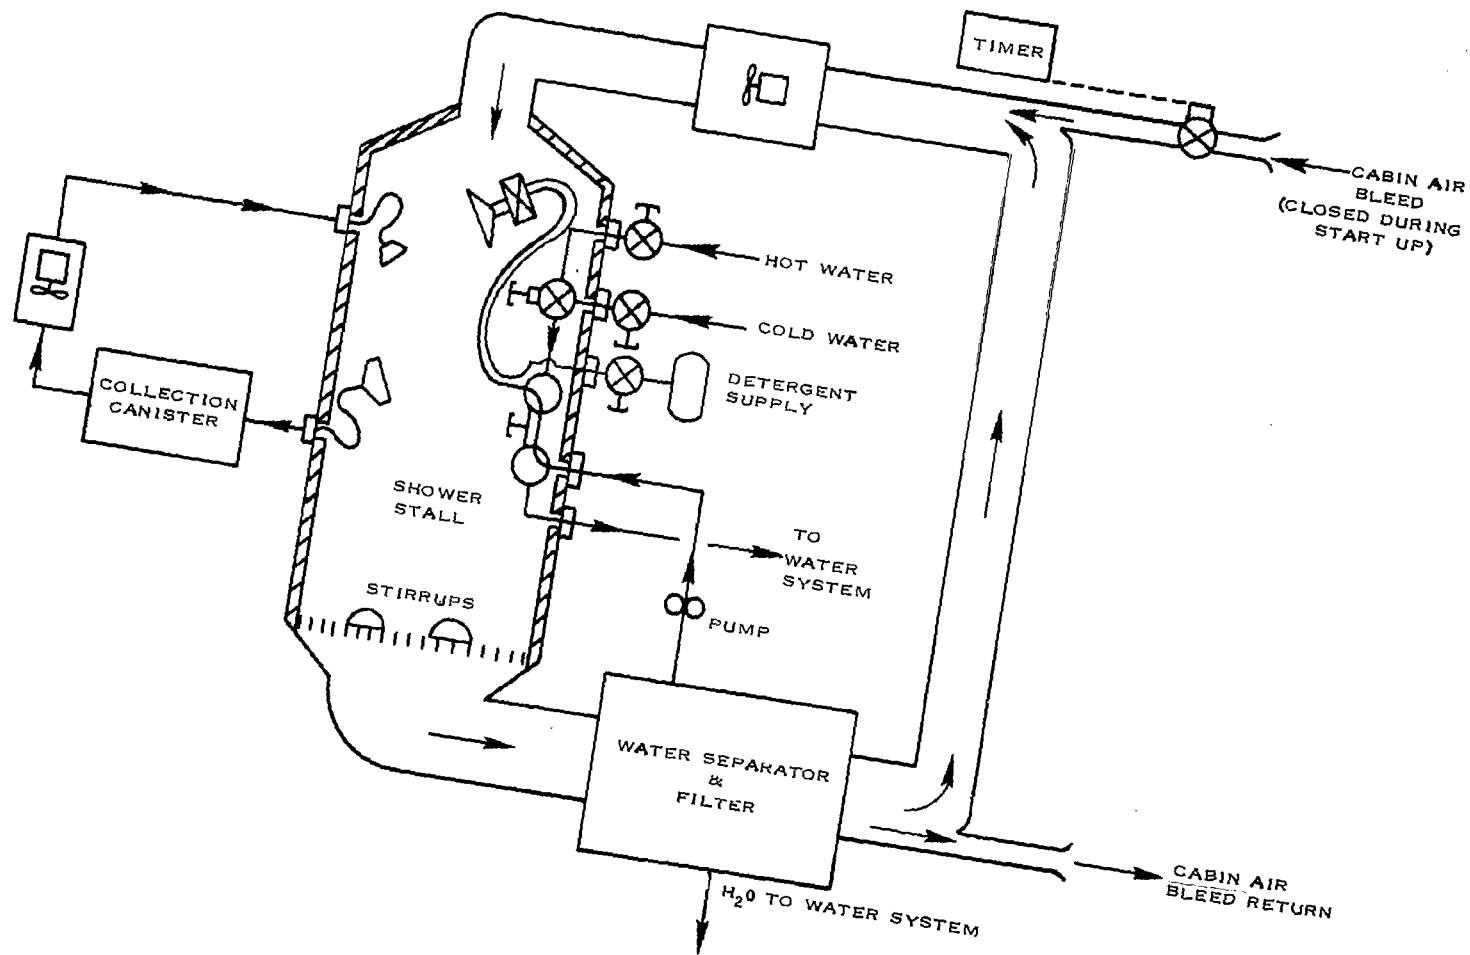 TIMER
CABIN AIR
BLEED
(CLOSED DURING
START UP)
HOT WATER
COLD WATER
DETERGENT
SUPPLY
COLLECTION
CANISTER
SHOWER
STALL
TO
WATER
SYSTEM
STIRRUPS
PUMP
WATER SEPARATOR
&
FILTER
CABIN AIR
BLEED RETURN
H₂O TO WATER SYSTEM